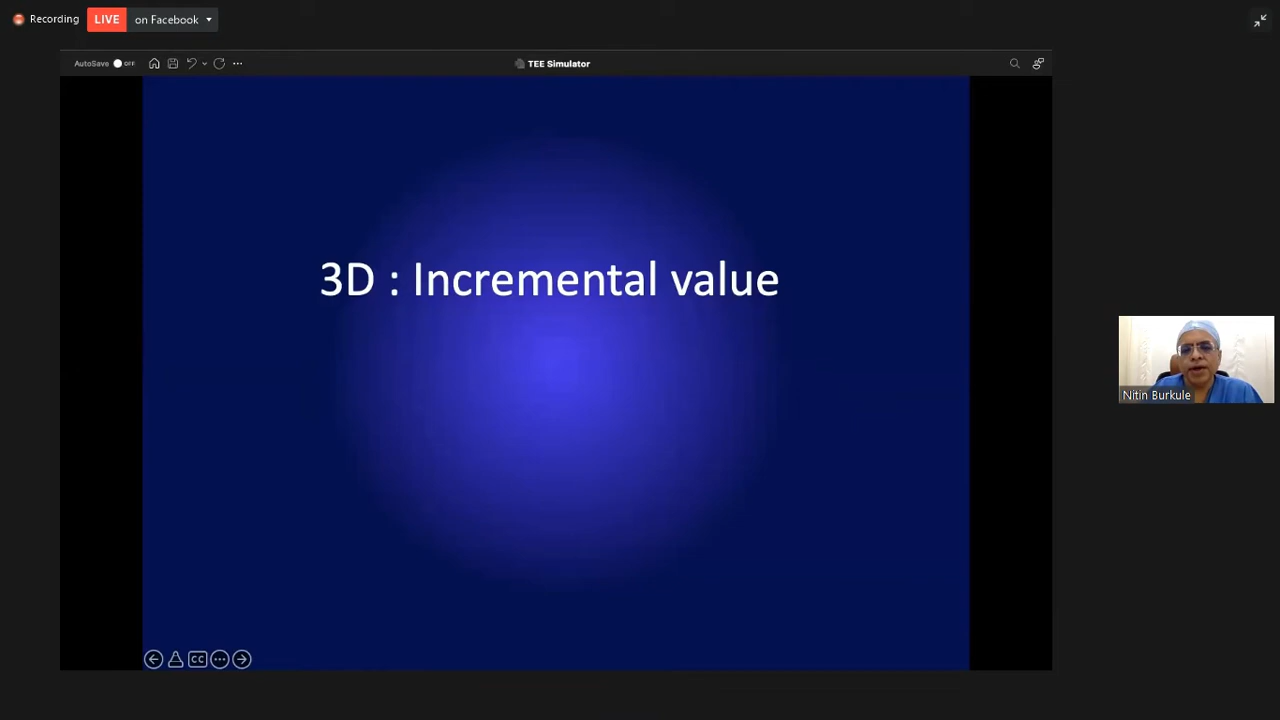 Recording
LIVE on Facebook
AutoSave OFF
TEE Simulator
3D : Incremental value
Nitin Burkule
CC